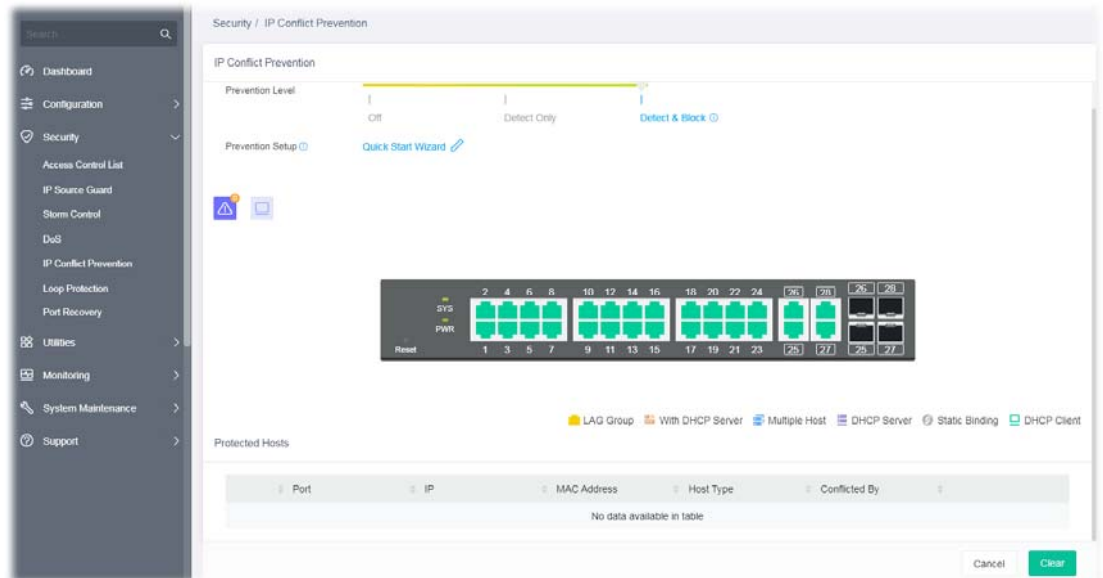 Search
Dashboard
Configuration
Security
Access Control List
IP Source Guard
Storm Control
DoS
IP Conflict Prevention
Loop Protection
Port Recovery
Utilities
Monitoring
System Maintenance
Support
Security / IP Conflict Prevention
IP Conflict Prevention
Prevention Level
Off Detect Only Detect & Block
Prevention Setup Quick Start Wizard
2 4 6 8 10 12 14 16 18 20 22 24 26 28 26 28
SYS
PWR
Reset 1 3 5 7 9 11 13 15 17 19 21 23 25 27 25 27
LAG Group With DHCP Server Multiple Host DHCP Server Static Binding DHCP Client
Protected Hosts
Port IP MAC Address Host Type Conflicted By
No data available in table
Cancel Clear